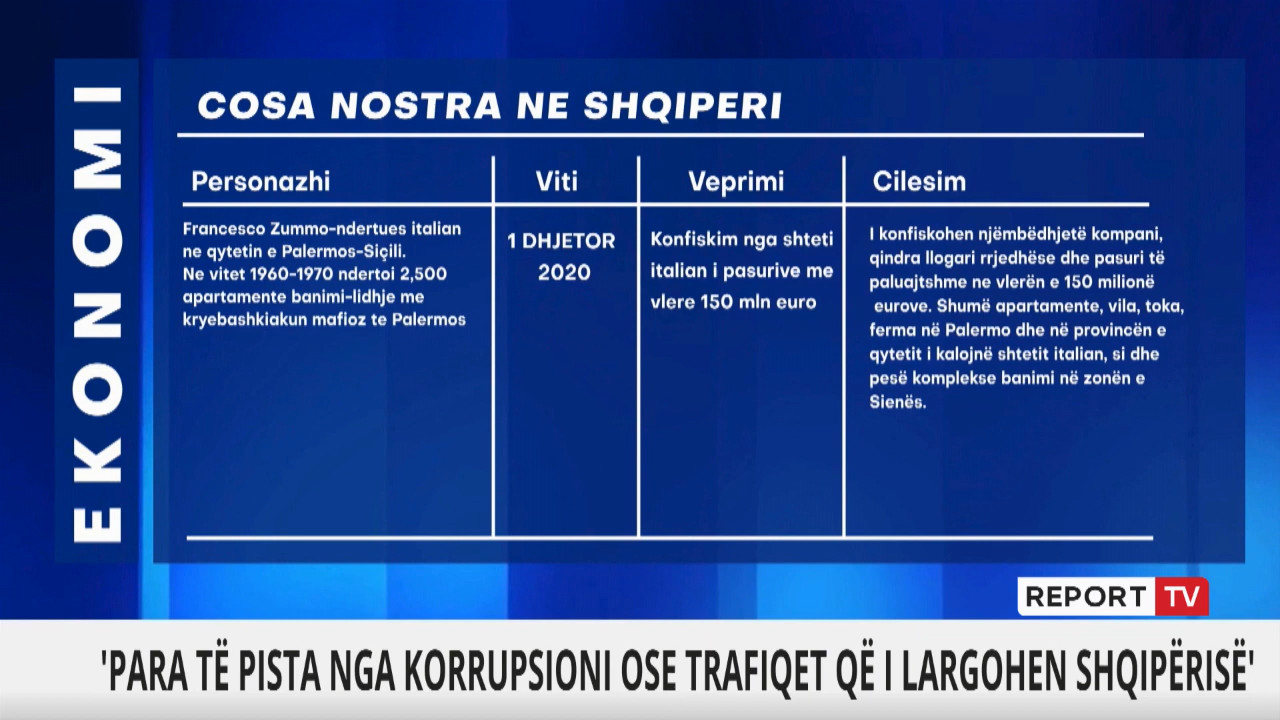 EKONOMI
COSA NOSTRA NE SHQIPERI
Personazhi
Viti
Veprimi
Cilesim
Francesco Zummo-ndertues italian
ne qytetin e Palermos-Siçili.
Ne vitet 1960-1970 ndertoi 2,500
apartamente banimi-lidhje me
kryebashkiakun mafioz te Palermos
1 DHJETOR
2020
Konfiskim nga shteti
italian i pasurive me
vlere 150 mln euro
I konfiskohen njëmbëdhjetë kompani,
qindra llogari rrjedhëse dhe pasuri të
paluajtshme ne vlerën e 150 milionë
eurove. Shumë apartamente, vila, toka,
ferma në Palermo dhe në provincën e
qytetit i kalojnë shtetit italian, si dhe
pesë komplekse banimi në zonën e
Sienës.
REPORT TV
'PARA TË PISTA NGA KORRUPSIONI OSE TRAFIQET QË I LARGOHEN SHQIPËRISË'